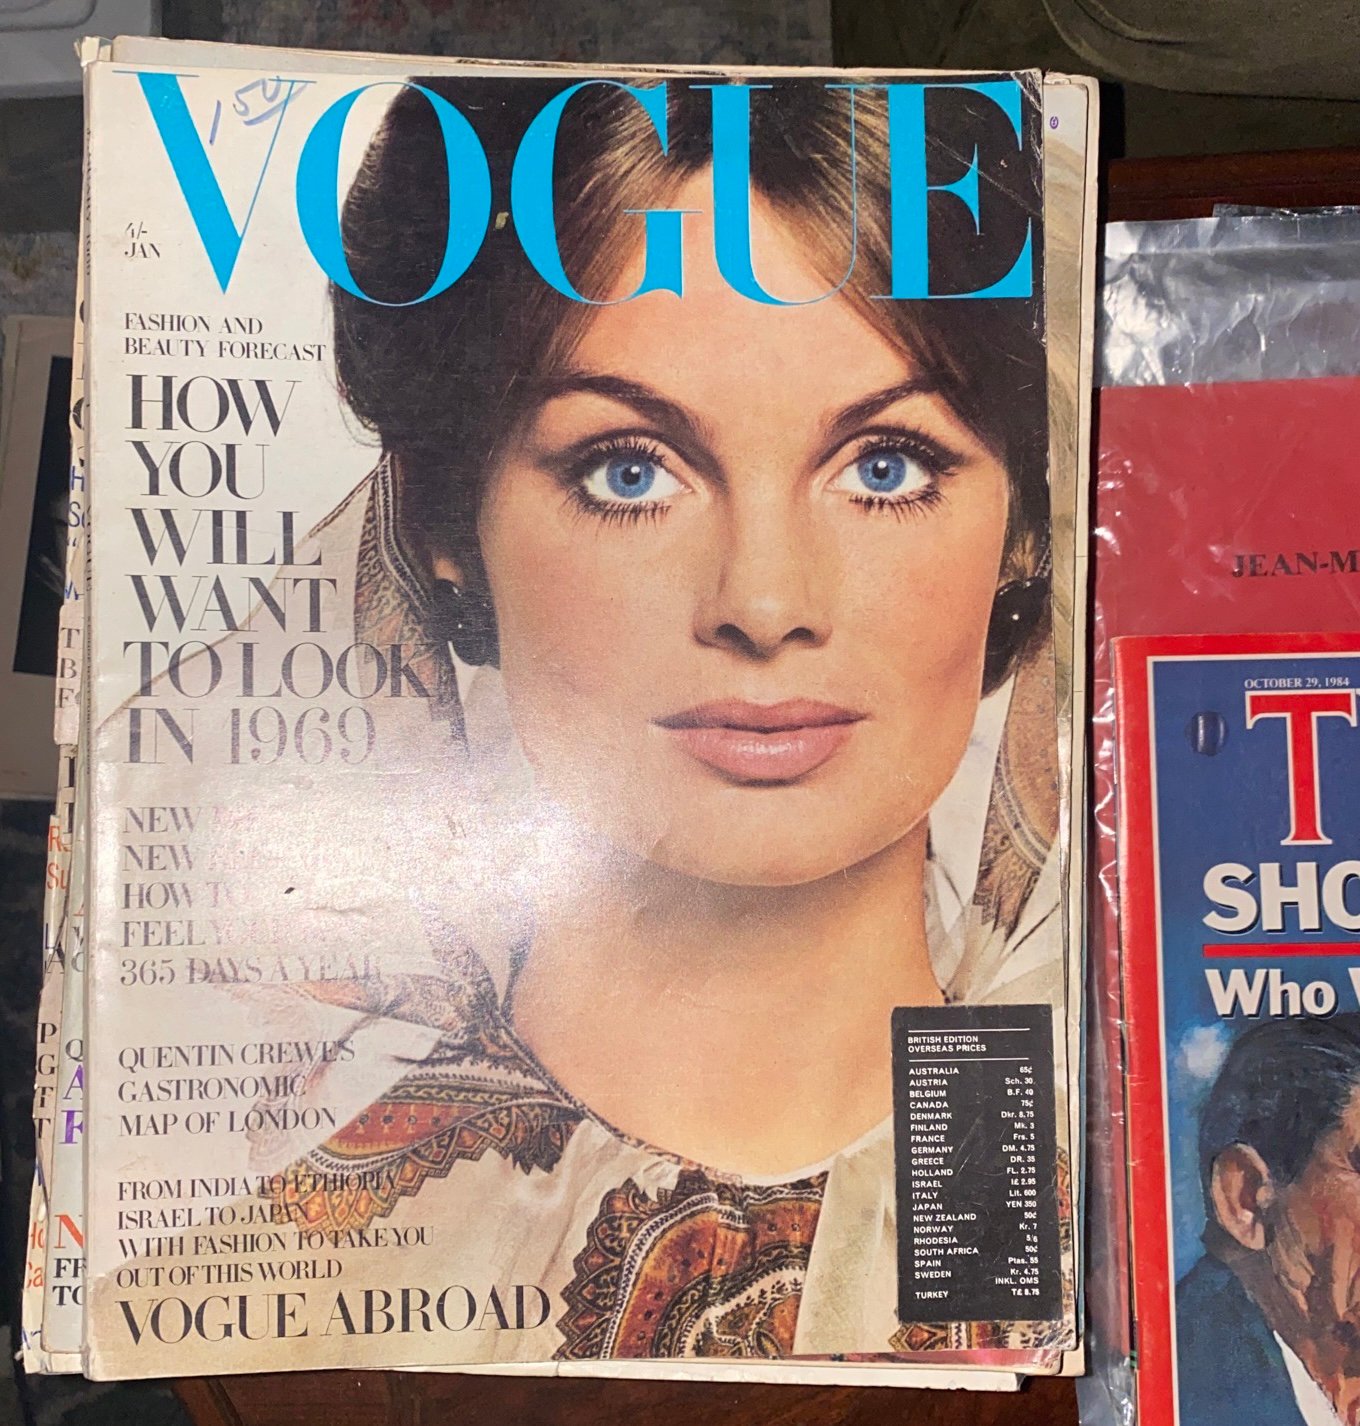 VOGUE
150
4/-
JAN
FASHION AND
BEAUTY FORECAST
HOW
YOU
WILL
WANT
TO LOOK
IN 1969
NEW
NEW
HOW TO
FEEL YOUR
365 DAYS A YEAR
QUENTIN CREWE'S
GASTRONOMIC
MAP OF LONDON
FROM INDIA TO ETHIOPIA
ISRAEL TO JAPAN
WITH FASHION TO TAKE YOU
OUT OF THIS WORLD
VOGUE ABROAD
BRITISH EDITION
OVERSEAS PRICES
AUSTRALIA 65¢
AUSTRIA Sch. 30
BELGIUM B.F. 40
CANADA 75¢
DENMARK Dkr. 8.75
FINLAND Mk. 3
FRANCE Frs. 5
GERMANY DM. 4.75
GREECE DR. 35
HOLLAND FL. 2.75
ISRAEL I£ 2.95
ITALY Lit. 600
JAPAN YEN 350
NEW ZEALAND 50¢
NORWAY Kr. 7
RHODESIA 5/6
SOUTH AFRICA 50¢
SPAIN Ptas. 55
SWEDEN Kr. 4.75
INKL. OMS
TURKEY T£ 8.75
JEAN-M
OCTOBER 29, 1984
T
SHO
Who